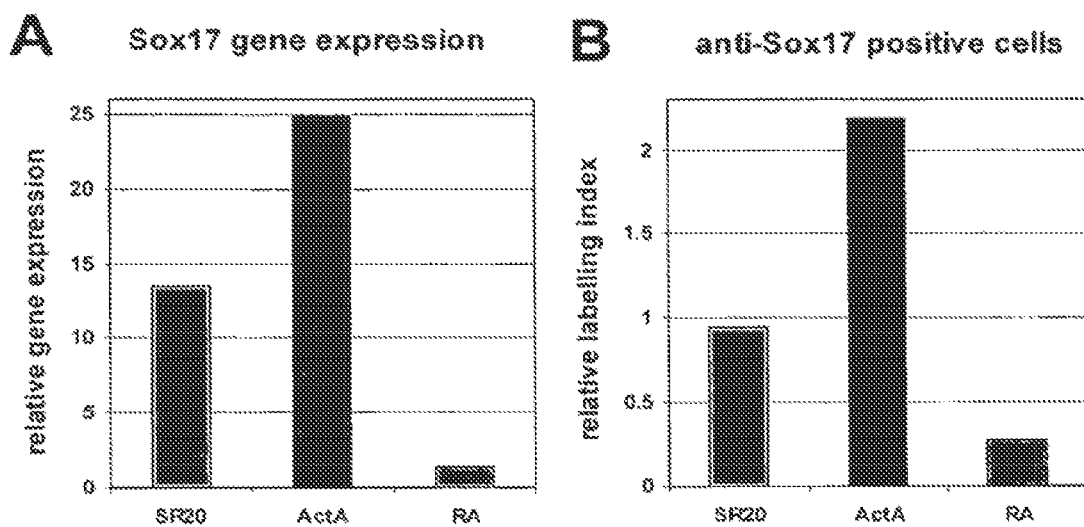 A
Sox17 gene expression
relative gene expression
25
20
15
10
5
0
SR20
ActA
RA
B
anti-Sox17 positive cells
relative labelling index
2
1.5
1
0.5
0
SR20
ActA
RA